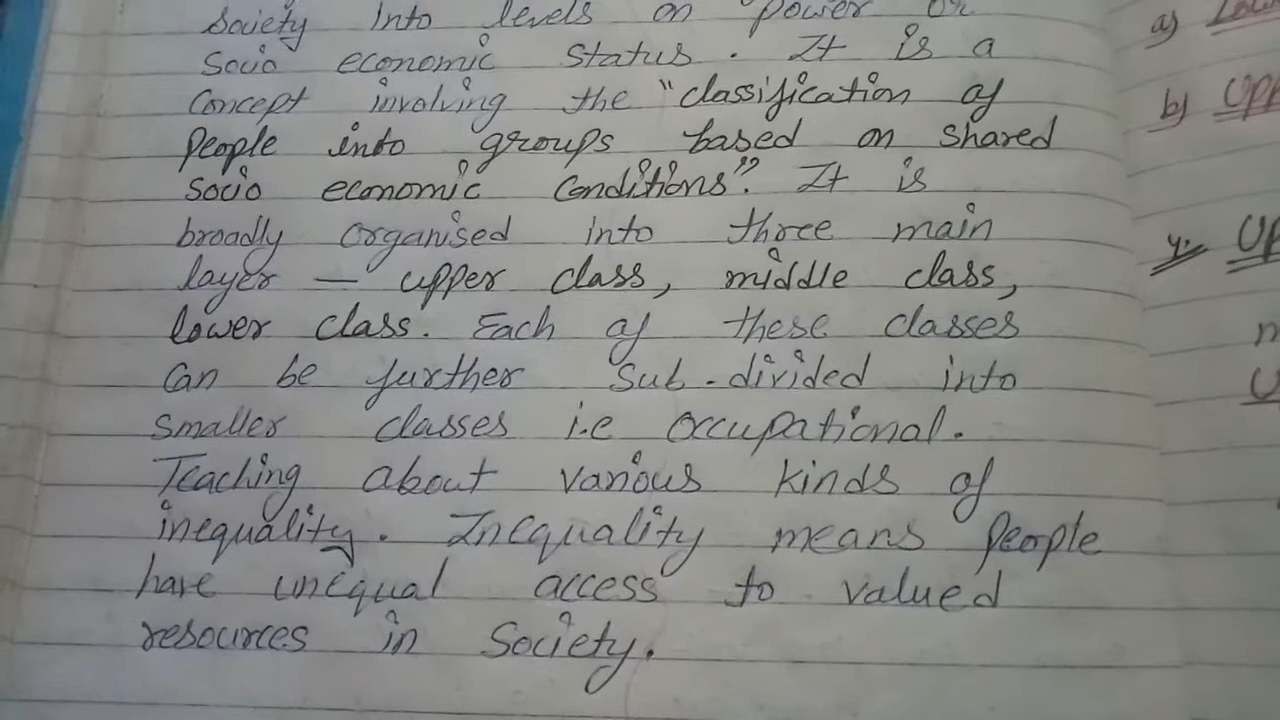 society into levels on power or
Socio economic status. It is a
Concept involving the "classification of
People into groups based on shared
socio economic conditions". It is
broadly organised into three main
layer — upper class, middle class,
lower class. Each of these classes
can be further sub-divided into
smaller classes i.e occupational.
Teaching about various kinds of
inequality. Inequality means People
have unequal access to valued
resources in Society.
a)
b) UPP
4. UP